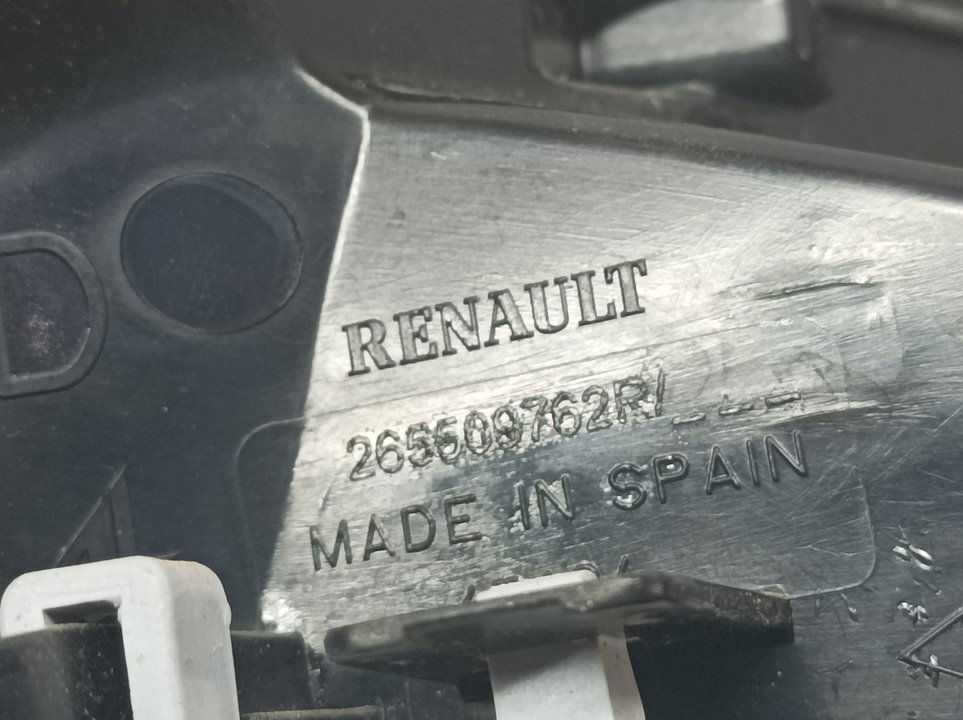 RENAULT
265509762R/_ _ _
MADE IN SPAIN
D